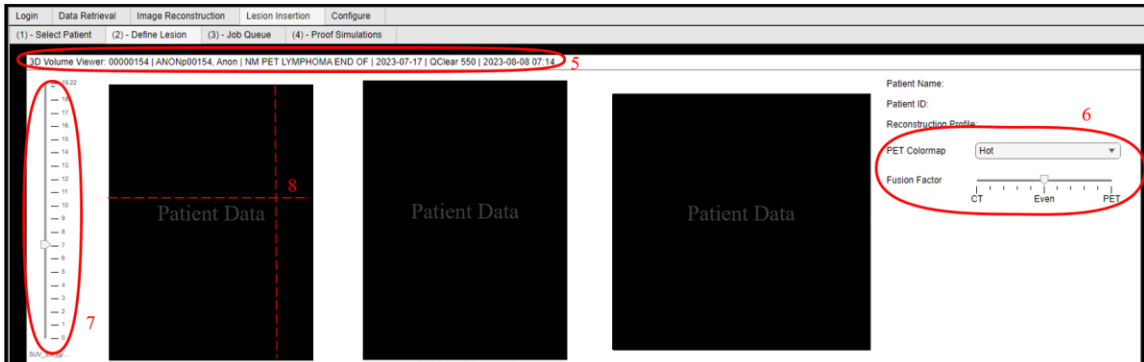 Login Data Retrieval Image Reconstruction Lesion Insertion Configure
(1) - Select Patient (2) - Define Lesion (3) - Job Queue (4) - Proof Simulations
3D Volume Viewer: 00000154 | ANONp00154, Anon | NM PET LYMPHOMA END OF | 2023-07-17 | QClear 550 | 2023-08-08 07:14
5
19.22
18
17
16
15
14
13
12
11
10
9
8
7
6
5
4
3
2
1
0
7
8
Patient Data
Patient Data
Patient Data
Patient Name:
Patient ID:
Reconstruction Profile:
6
PET Colormap Hot
Fusion Factor
CT Even PET